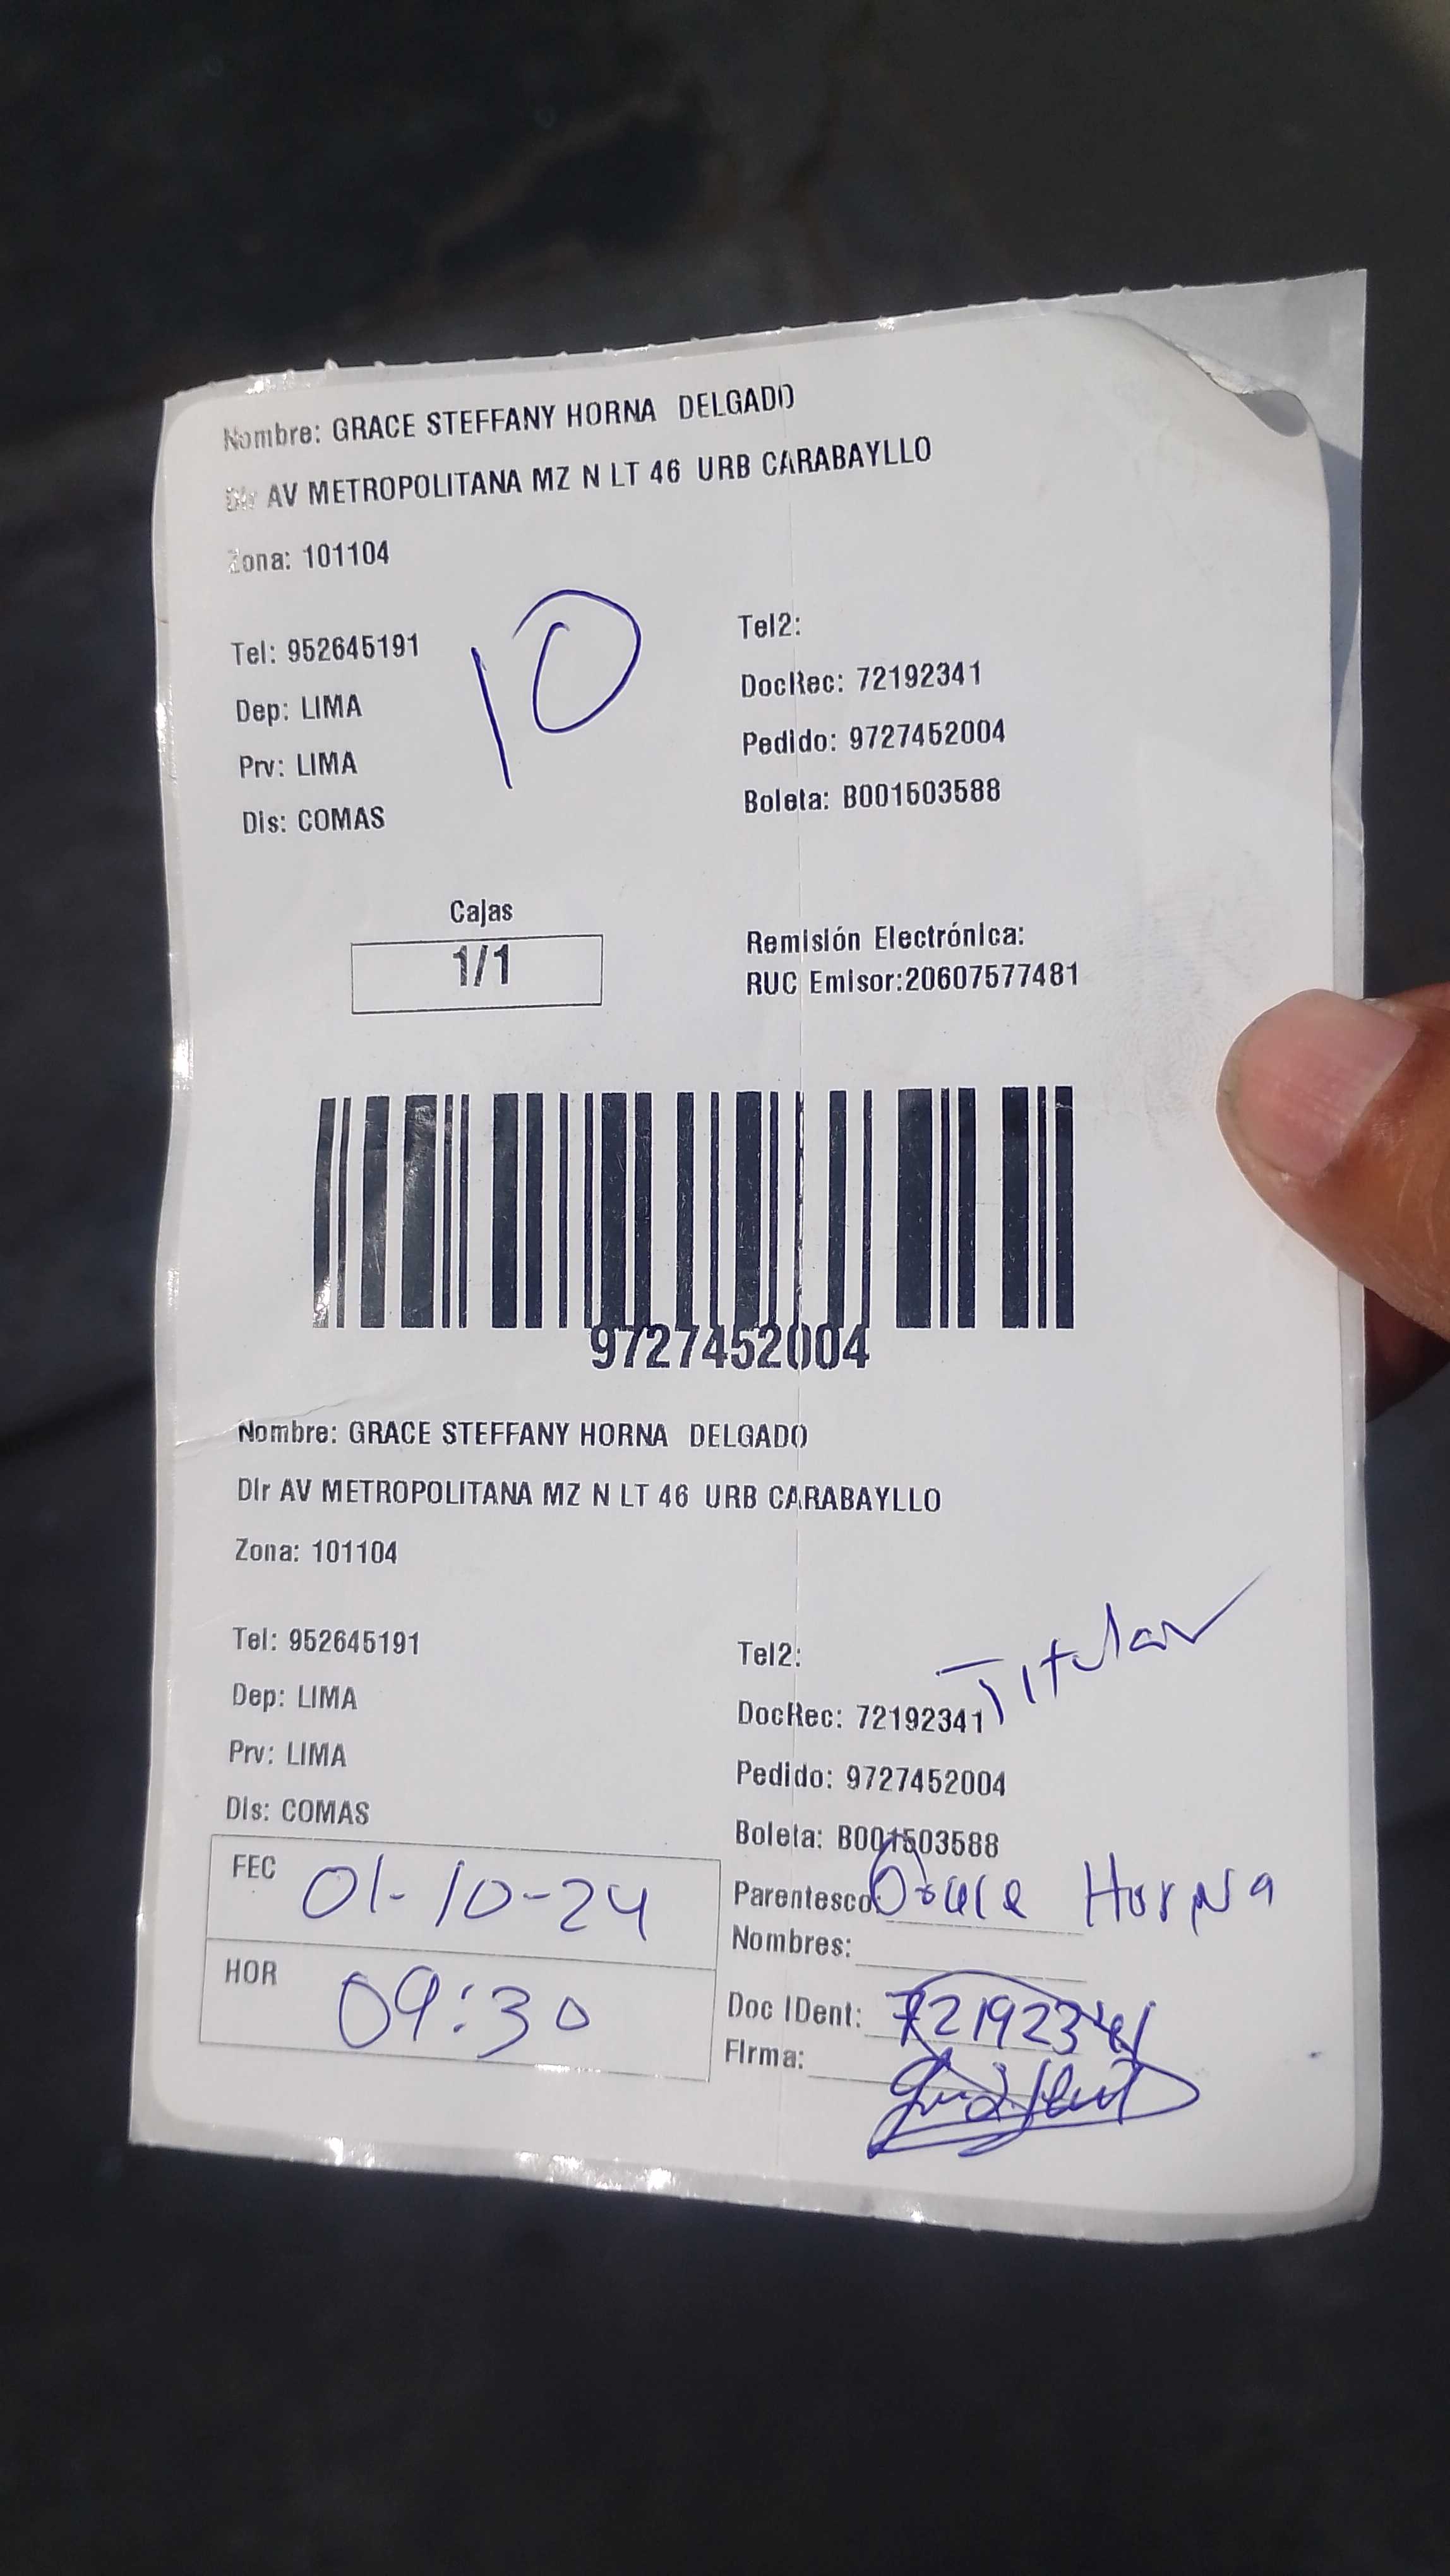 Nombre: GRACE STEFFANY HORNA DELGADO
Dir AV METROPOLITANA MZ N LT 46 URB CARABAYLLO
Zona: 101104
10
Tel: 952645191
Tel2:
Dep: LIMA
DocRec: 72192341
Prv: LIMA
Pedido: 9727452004
Dis: COMAS
Boleta: B001503588
Cajas
1/1
Remisión Electrónica:
RUC Emisor:20607577481
9727452004
Nombre: GRACE STEFFANY HORNA DELGADO
Dir AV METROPOLITANA MZ N LT 46 URB CARABAYLLO
Zona: 101104
Tel: 952645191
Tel2:
Titular
Dep: LIMA
DocRec: 72192341
Prv: LIMA
Pedido: 9727452004
Dis: COMAS
Boleta: B001503588
FEC 01-10-24
Parentesco: Grace Horna
Nombres:
HOR 09:30
Doc IDent: 72192341
Firma: